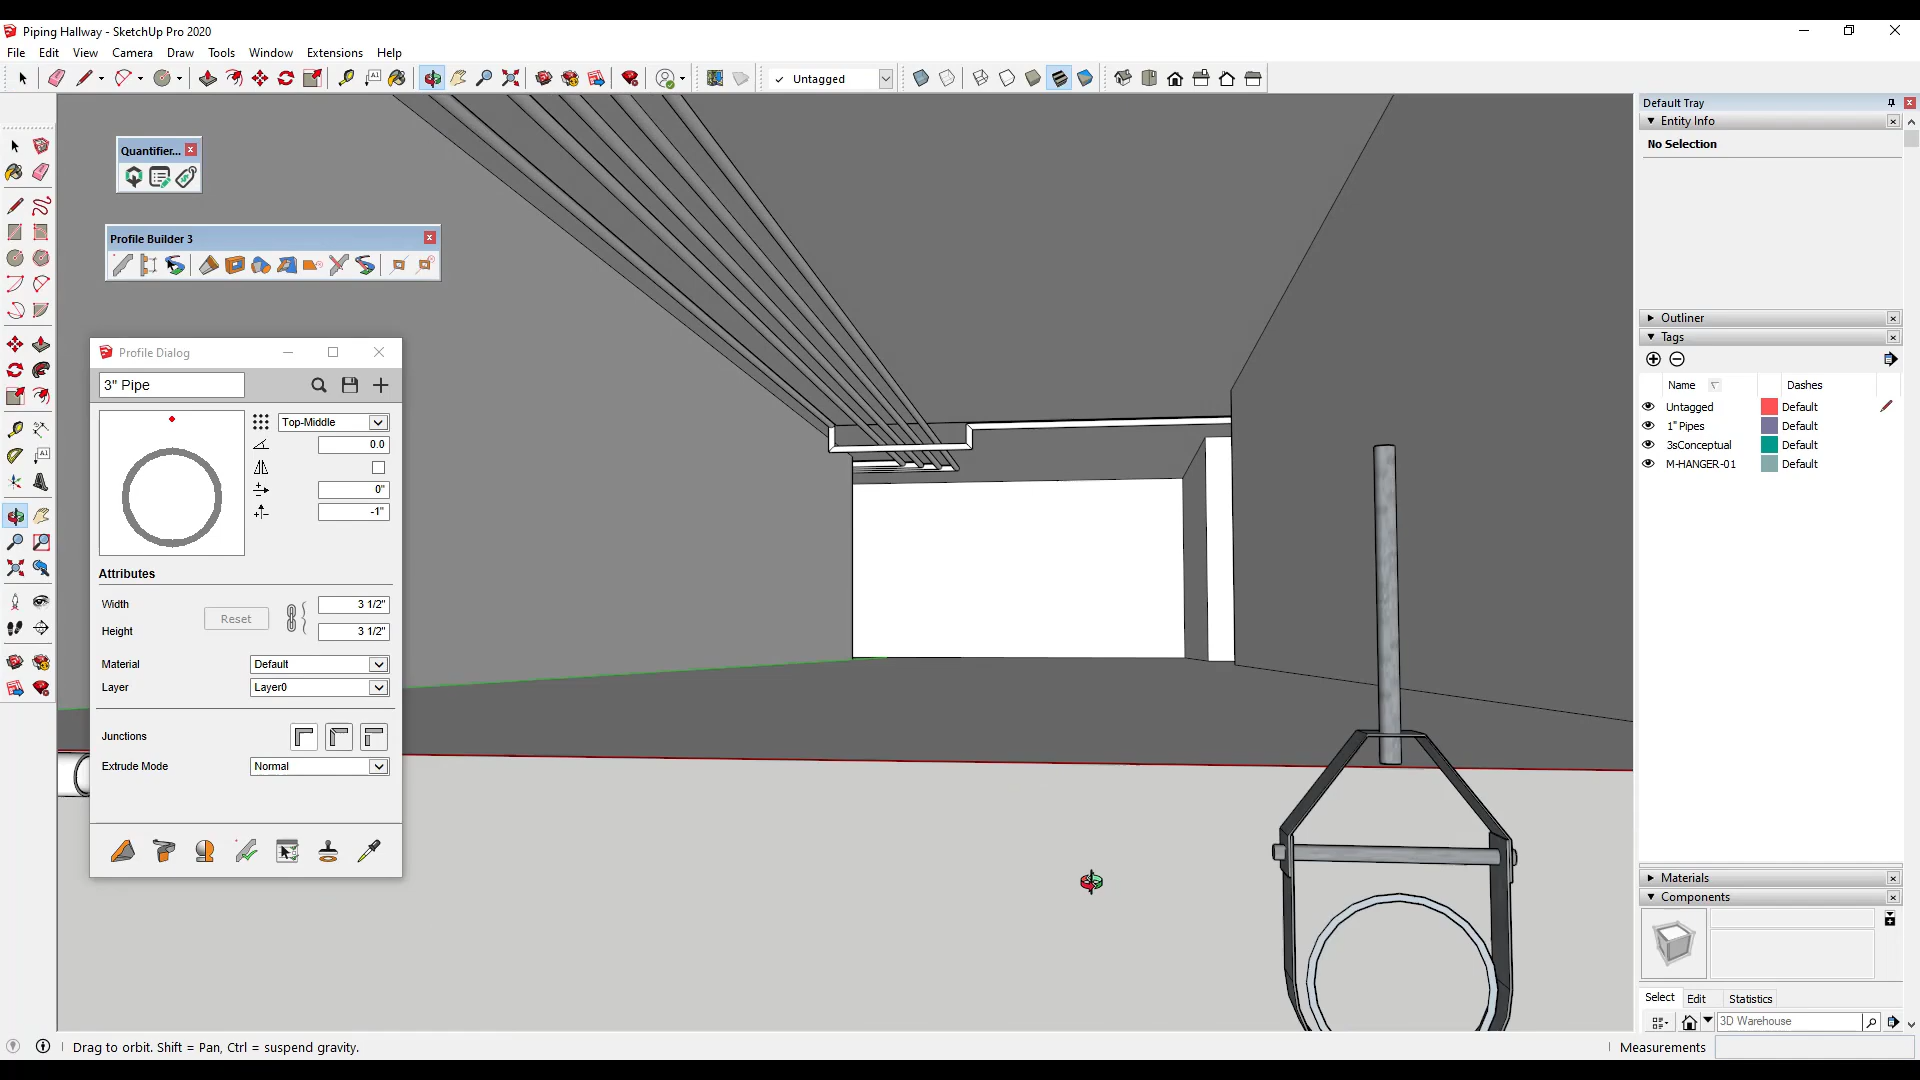 Piping Hallway - SketchUp Pro 2020
File Edit View Camera Draw Tools Window Extensions Help
A1
Untagged
Default Tray
Entity Info
No Selection
Quantifier...
Profile Builder 3
Outliner
Tags
Name Dashes
Untagged Default
1" Pipes Default
3sConceptual Default
M-HANGER-01 Default
Profile Dialog
3" Pipe
Top-Middle
0.0
0"
-1"
Attributes
Width 3 1/2"
Reset
Height 3 1/2"
Material Default
Layer Layer0
Junctions
Extrude Mode Normal
A1
Materials
Components
Select Edit Statistics
3D Warehouse
Drag to orbit. Shift = Pan, Ctrl = suspend gravity.
Measurements